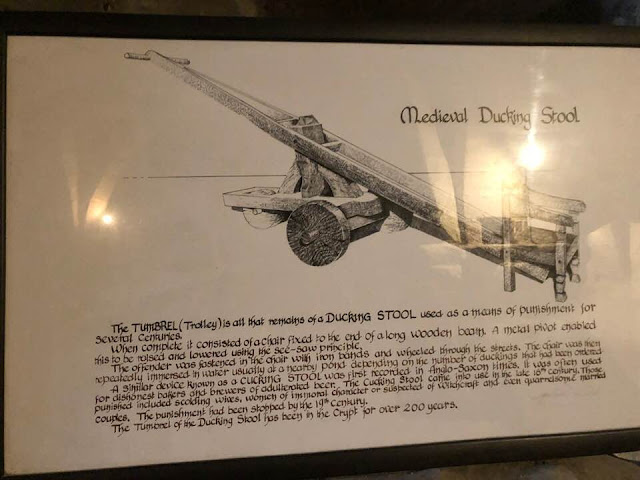 Medieval Ducking Stool
The TUMBREL (Trolley) is all that remains of a DUCKING STOOL used as a means of punishment for
several Centuries.
When complete it consisted of a chair fixed to the end of a long wooden beam. A metal pivot enabled
this to be raised and lowered using the see-saw principle.
The offender was fastened in the chair with iron bands and wheeled through the streets. The chair was then
repeatedly immersed in water usually at a nearby pond depending on the number of duckings that had been ordered
A similar device known as a CUCKING STOOL was first recorded in Anglo-Saxon times. It was often used
for dishonest bakers and brewers of adulterated beer. The Cucking Stool came into use in the late 16th century. Those
punished included scolding wives, women of immoral character or suspected of witchcraft and even quarrelsome married
couples. The punishment had been stopped by the 19th Century.
The Tumbrel of the Ducking Stool has been in the Crypt for over 200 years.